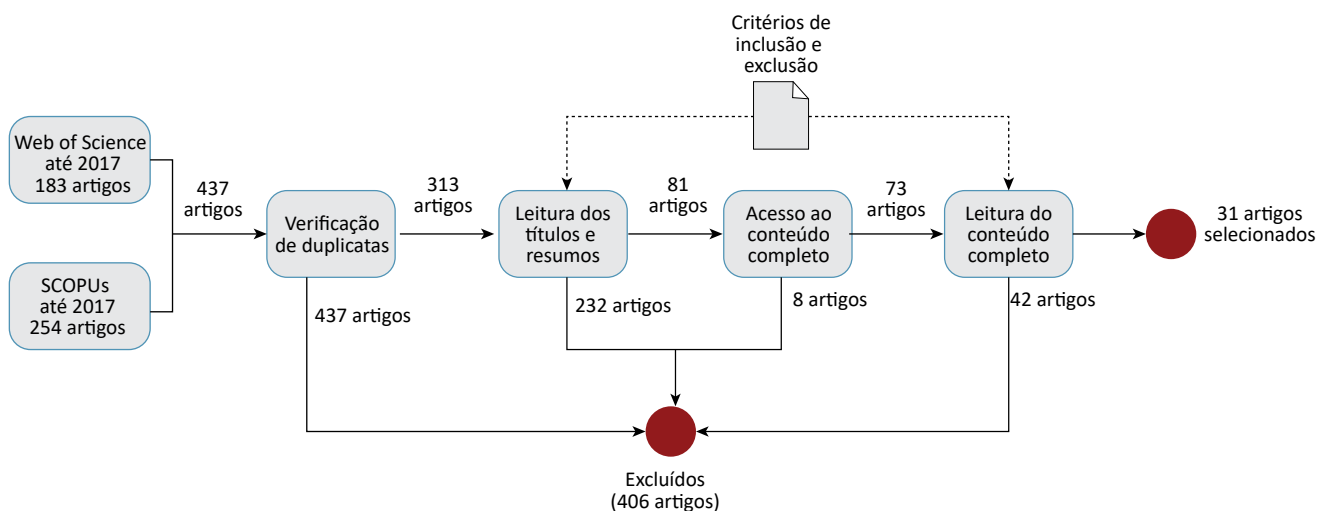 Critérios de
inclusão e
exclusão
Web of Science
até 2017
183 artigos
SCOPUs
até 2017
254 artigos
437
artigos
Verificação
de duplicatas
313
artigos
Leitura dos
títulos e
resumos
81
artigos
Acesso ao
conteúdo
completo
73
artigos
Leitura do
conteúdo
completo
31 artigos
selecionados
437 artigos
232 artigos
8 artigos
42 artigos
Excluídos
(406 artigos)